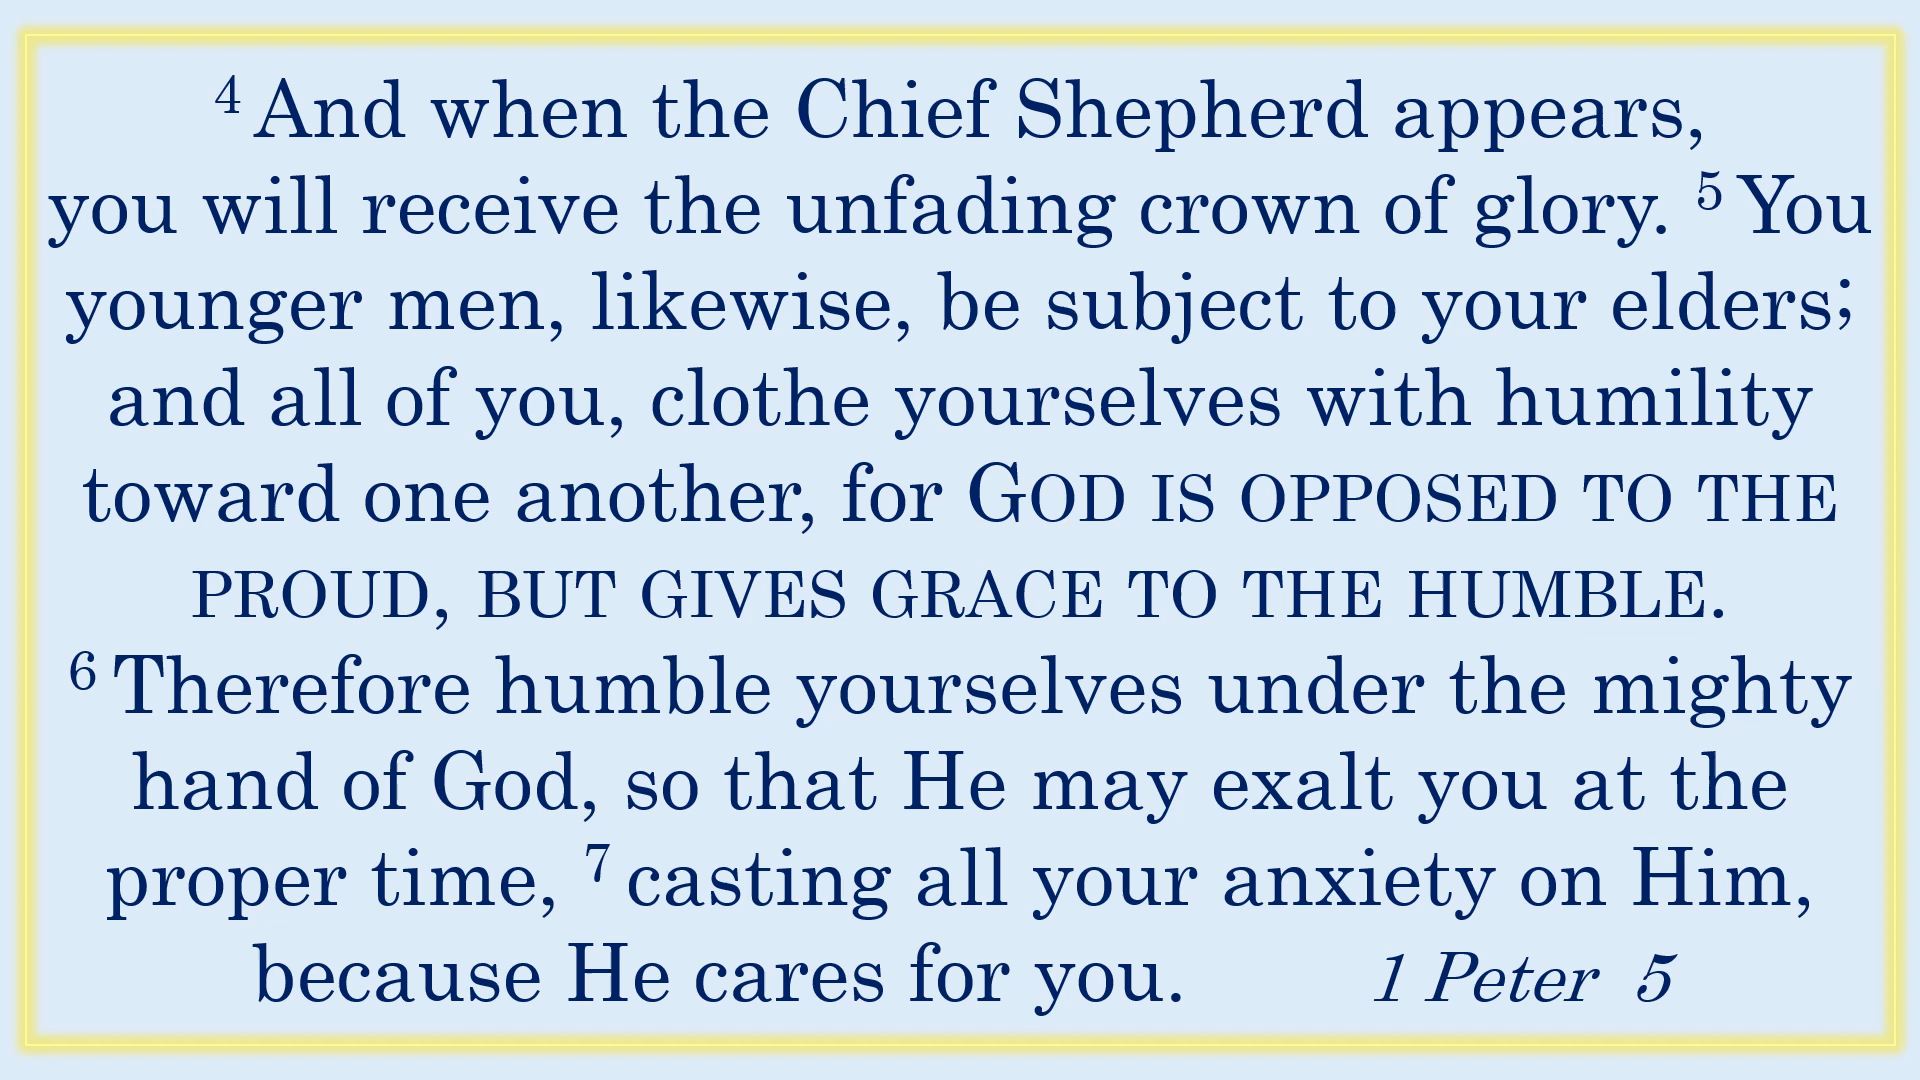 ⁴ And when the Chief Shepherd appears,
you will receive the unfading crown of glory. ⁵ You
younger men, likewise, be subject to your elders;
and all of you, clothe yourselves with humility
toward one another, for GOD IS OPPOSED TO THE
PROUD, BUT GIVES GRACE TO THE HUMBLE.
⁶ Therefore humble yourselves under the mighty
hand of God, so that He may exalt you at the
proper time, ⁷ casting all your anxiety on Him,
because He cares for you. 1 Peter 5